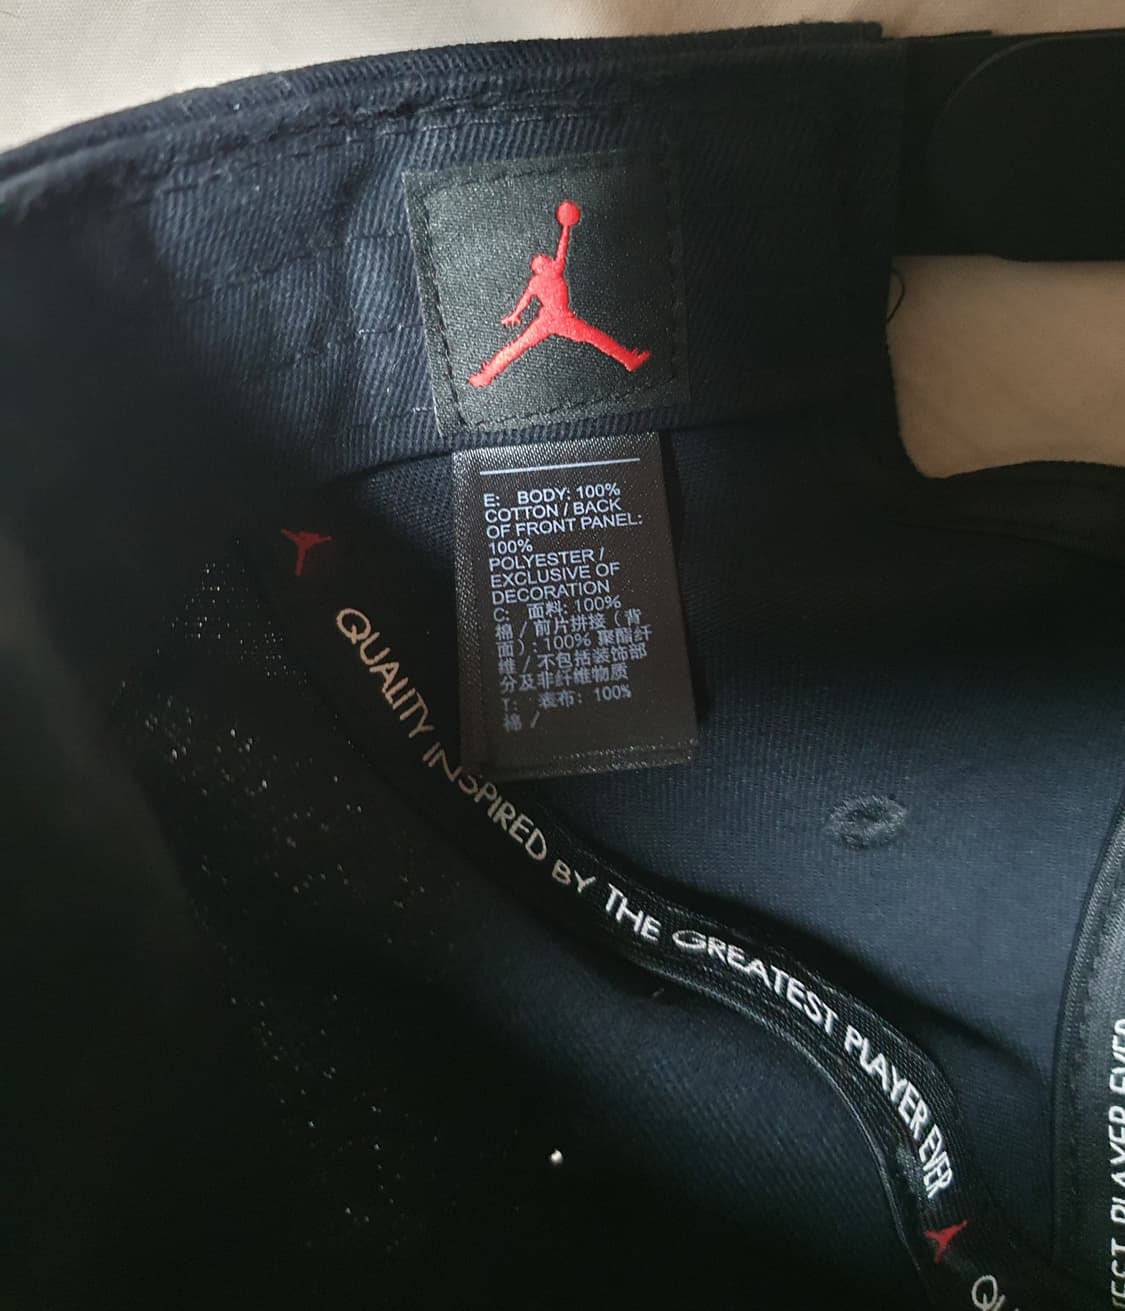 E: BODY: 100%
COTTON / BACK
OF FRONT PANEL:
100%
POLYESTER /
EXCLUSIVE OF
DECORATION
C: 面料: 100%
棉 / 前片拼接（背
面）: 100% 聚酯纤
维 / 不包括装饰部
分及非纤维物质
T: 表布: 100%
棉 /
QUALITY INSPIRED BY THE GREATEST PLAYER EVER
PLAYER EVER